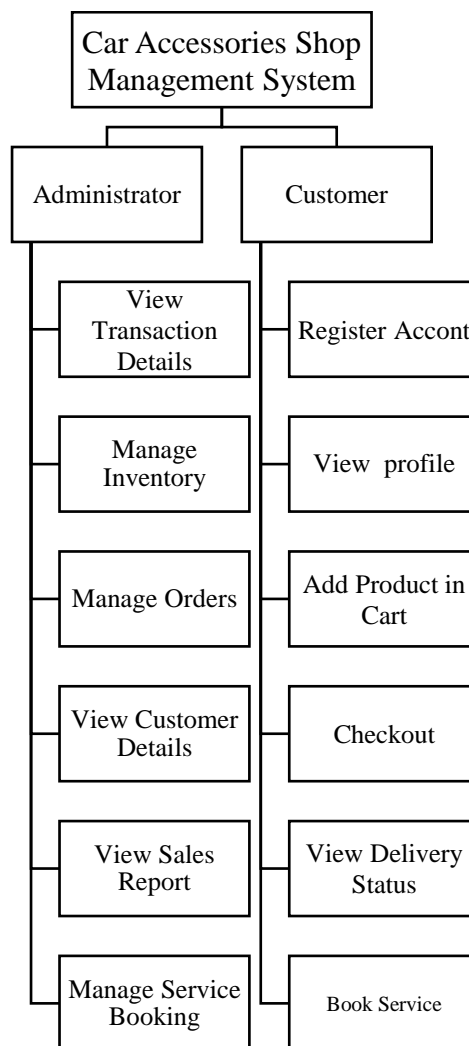 Car Accessories Shop
Management System
Administrator
Customer
View
Transaction
Details
Register Accont
Manage
Inventory
View profile
Manage Orders
Add Product in
Cart
View Customer
Details
Checkout
View Sales
Report
View Delivery
Status
Manage Service
Booking
Book Service